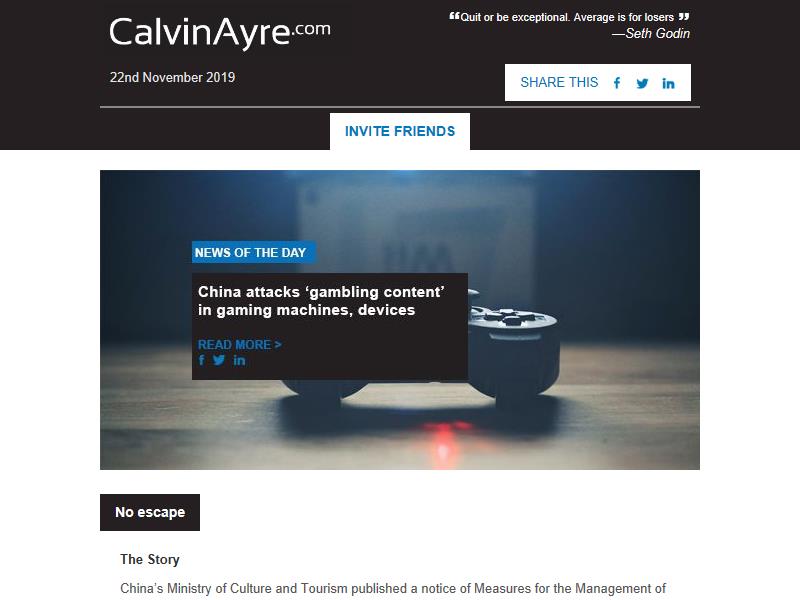 CalvinAyre.com
“Quit or be exceptional. Average is for losers”
—Seth Godin
22nd November 2019
SHARE THIS f in
INVITE FRIENDS
NEWS OF THE DAY
China attacks ‘gambling content’
in gaming machines, devices
READ MORE >
f in
No escape
The Story
China’s Ministry of Culture and Tourism published a notice of Measures for the Management of